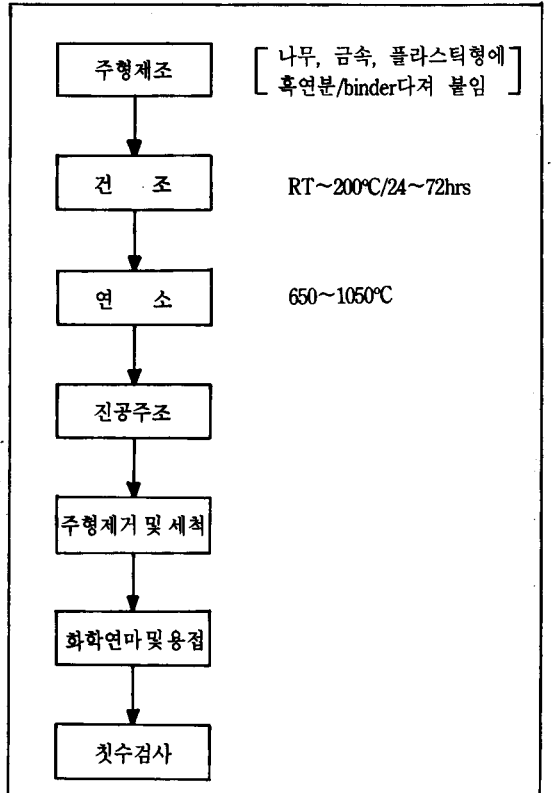 주형제조
[나무, 금속, 플라스틱형에
흑연분/binder다져 붙임]
건 조
RT~200℃/24~72hrs
연 소
650~1050℃
진공주조
주형제거 및 세척
화학연마 및 용접
칫수검사